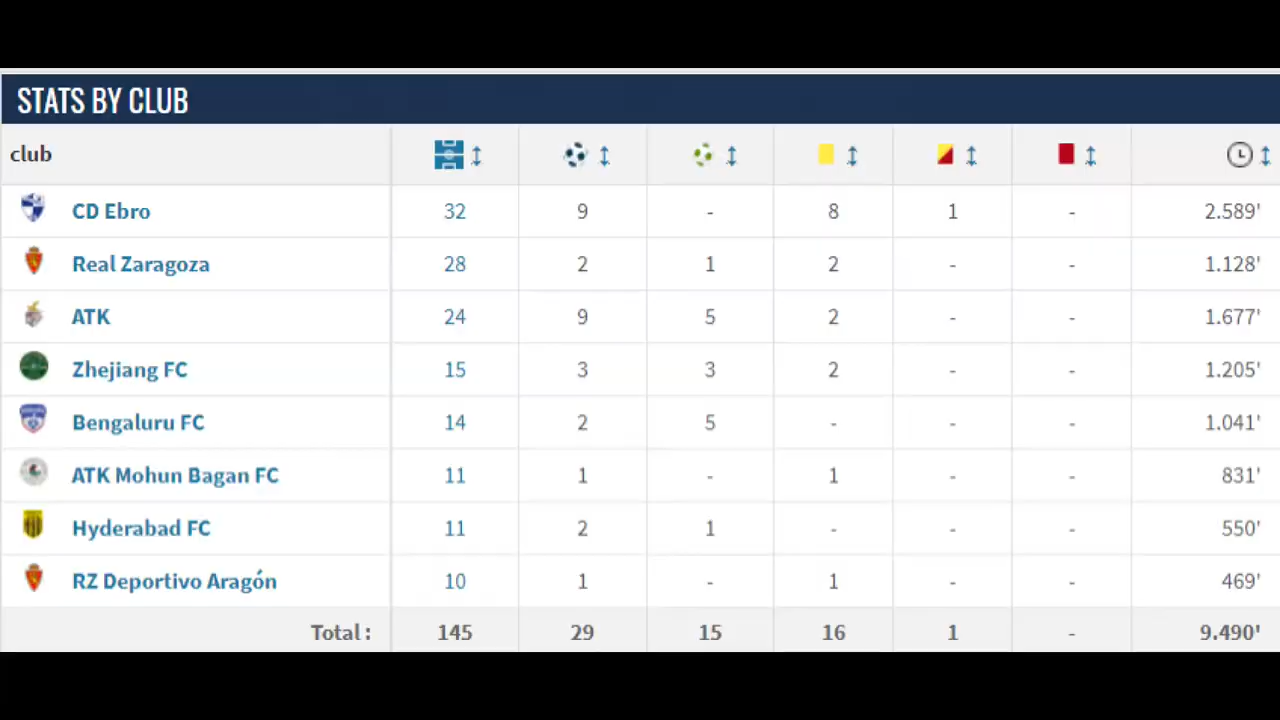 STATS BY CLUB
club
CD Ebro 32 9 - 8 1 - 2.589'
Real Zaragoza 28 2 1 2 - - 1.128'
ATK 24 9 5 2 - - 1.677'
Zhejiang FC 15 3 3 2 - - 1.205'
Bengaluru FC 14 2 5 - - - 1.041'
ATK Mohun Bagan FC 11 1 - 1 - - 831'
Hyderabad FC 11 2 1 - - - 550'
RZ Deportivo Aragón 10 1 - 1 - - 469'
Total : 145 29 15 16 1 - 9.490'